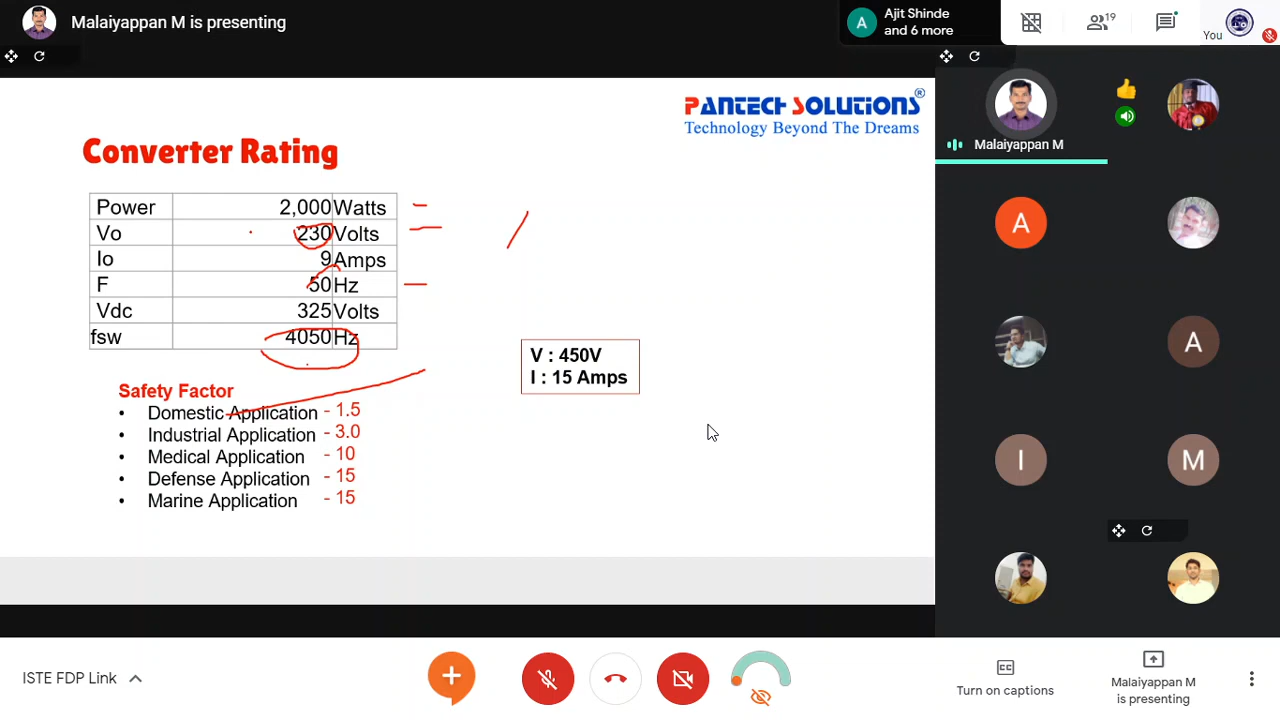 Malaiyappan M is presenting
A
Ajit Shinde
and 6 more
19
You
PANTECH SOLUTIONS®
Technology Beyond The Dreams
Converter Rating
Power 2,000 Watts
Vo 230 Volts
Io 9 Amps
F 50 Hz
Vdc 325 Volts
fsw 4050 Hz
V : 450V
I : 15 Amps
Safety Factor
• Domestic Application - 1.5
• Industrial Application - 3.0
• Medical Application - 10
• Defense Application - 15
• Marine Application - 15
Malaiyappan M
A
A
I
M
ISTE FDP Link
CC
Turn on captions
Malaiyappan M
is presenting